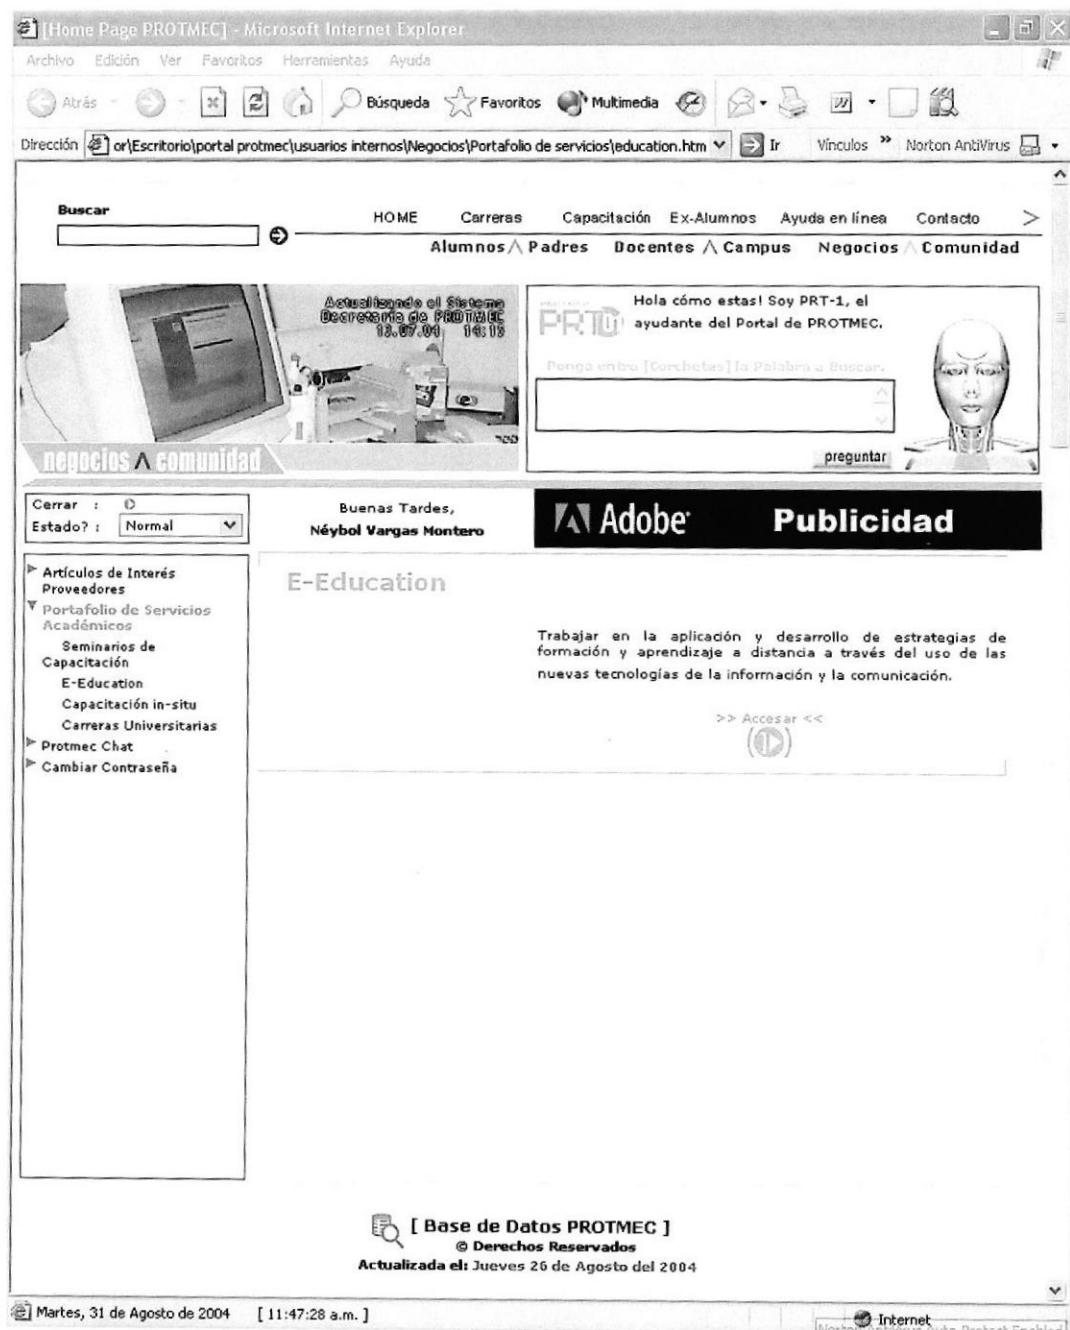 [Home Page PROTMEC] - Microsoft Internet Explorer
Archivo Edición Ver Favoritos Herramientas Ayuda
Atrás Búsqueda Favoritos Multimedia
Dirección or\Escritorio\portal protmec\usuarios internos\Negocios\Portafolio de servicios\education.htm Ir Vínculos » Norton AntiVirus
Buscar
HOME Carreras Capacitación Ex-Alumnos Ayuda en línea Contacto >
Alumnos Padres Docentes Campus Negocios Comunidad
Actualizando el Sistema
Secretaría de PROTMEC
13.07.04 14:15
negocios comunidad
PRT
Hola cómo estas! Soy PRT-1, el
ayudante del Portal de PROTMEC.
Ponga entre [Corchetes] la Palabra a Buscar.
preguntar
Cerrar :
Estado? : Normal
Buenas Tardes,
Néybol Vargas Montero
Adobe Publicidad
Artículos de Interés
Proveedores
Portafolio de Servicios
Académicos
Seminarios de
Capacitación
E-Education
Capacitación in-situ
Carreras Universitarias
Protmec Chat
Cambiar Contraseña
E-Education
Trabajar en la aplicación y desarrollo de estrategias de
formación y aprendizaje a distancia a través del uso de las
nuevas tecnologías de la información y la comunicación.
>> Accesar <<
[ Base de Datos PROTMEC ]
© Derechos Reservados
Actualizada el: Jueves 26 de Agosto del 2004
Martes, 31 de Agosto de 2004 [ 11:47:28 a.m. ] Internet
Norton AntiVirus Auto-Protect Enabled